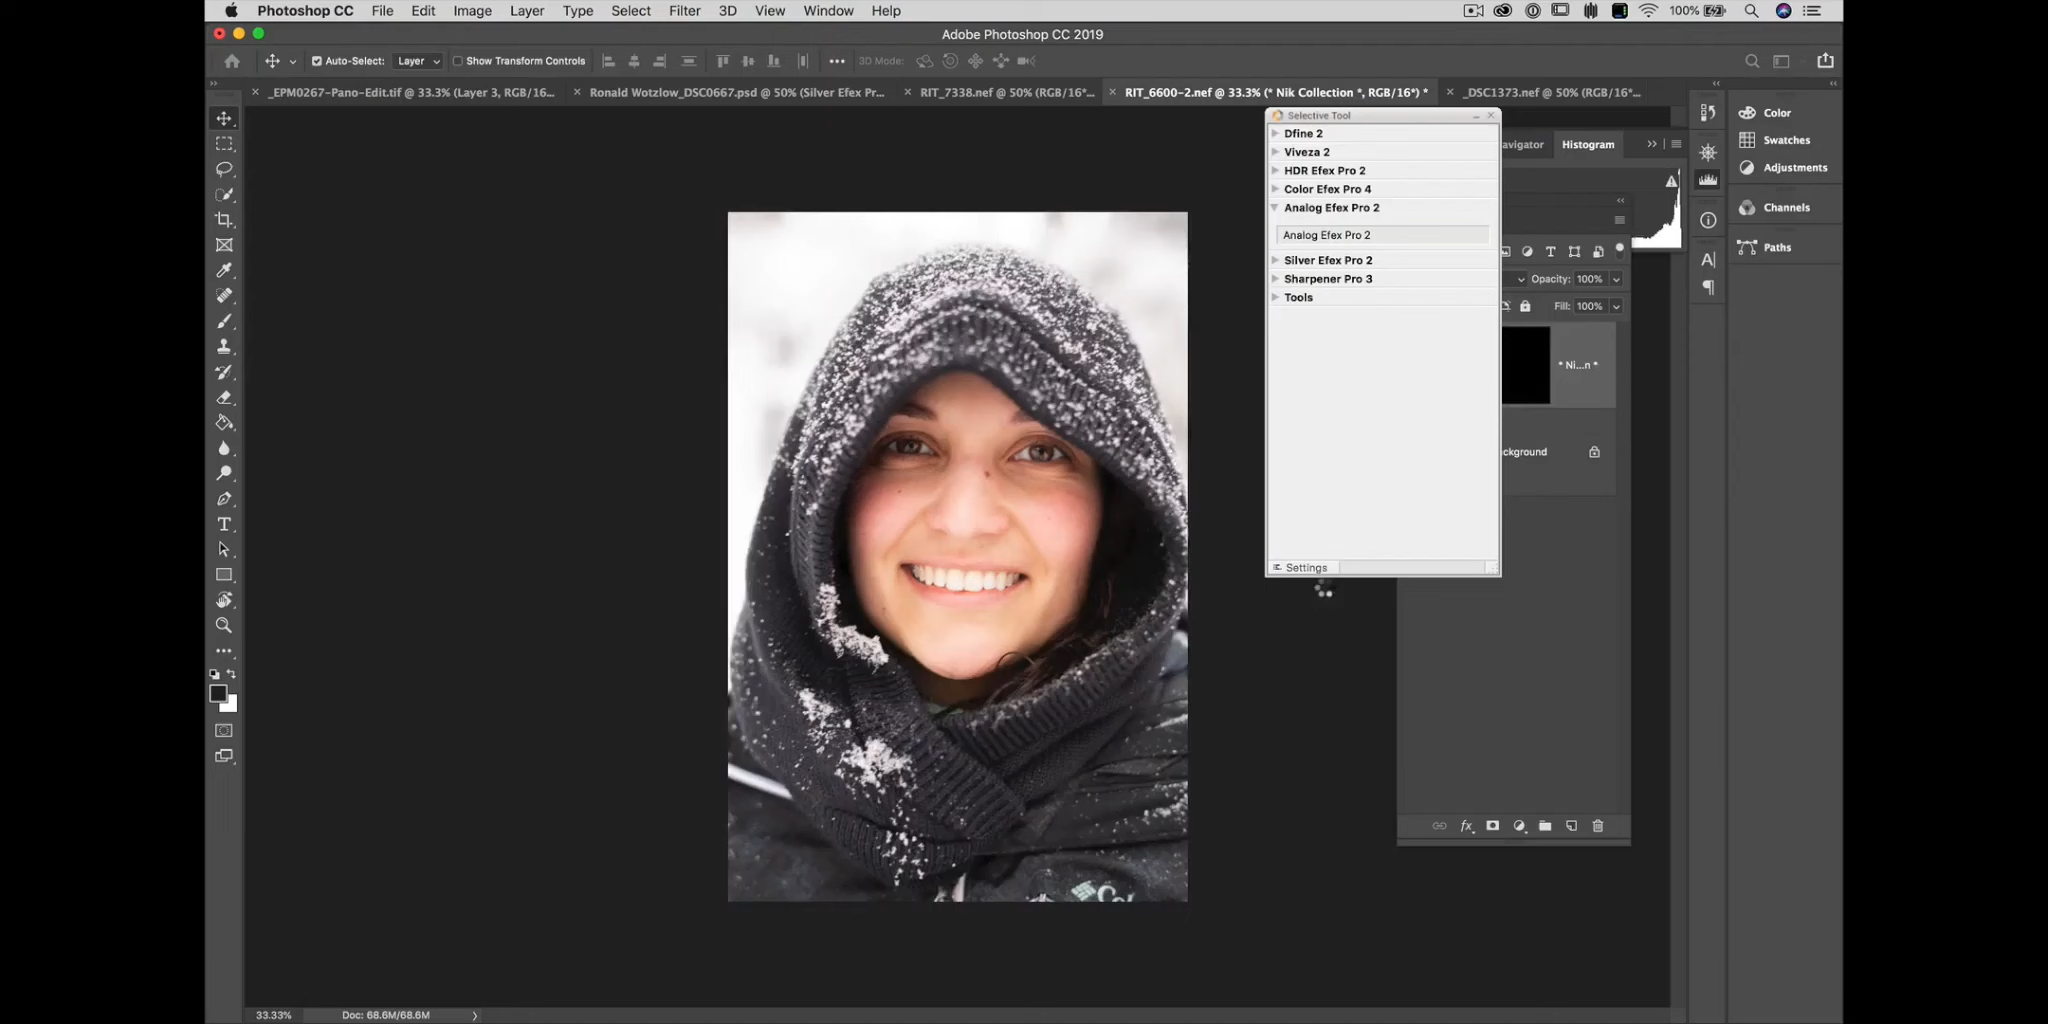 Photoshop CC File Edit Image Layer Type Select Filter 3D View Window Help 100%
Adobe Photoshop CC 2019
Auto-Select: Layer Show Transform Controls 3D Mode:
_EPM0267-Pano-Edit.tif @ 33.3% (Layer 3, RGB/16... Ronald Wotzlow_DSC0667.psd @ 50% (Silver Efex Pr... RIT_7338.nef @ 50% (RGB/16*... RIT_6600-2.nef @ 33.3% (* Nik Collection *, RGB/16*) * _DSC1373.nef @ 50% (RGB/16*...
Selective Tool
Dfine 2
Viveza 2
HDR Efex Pro 2
Color Efex Pro 4
Analog Efex Pro 2
Analog Efex Pro 2
Silver Efex Pro 2
Sharpener Pro 3
Tools
Settings
avigator Histogram
Opacity: 100%
Fill: 100%
* Ni...n *
ckground
Color
Swatches
Adjustments
Channels
Paths
Col
33.33% Doc: 68.6M/68.6M